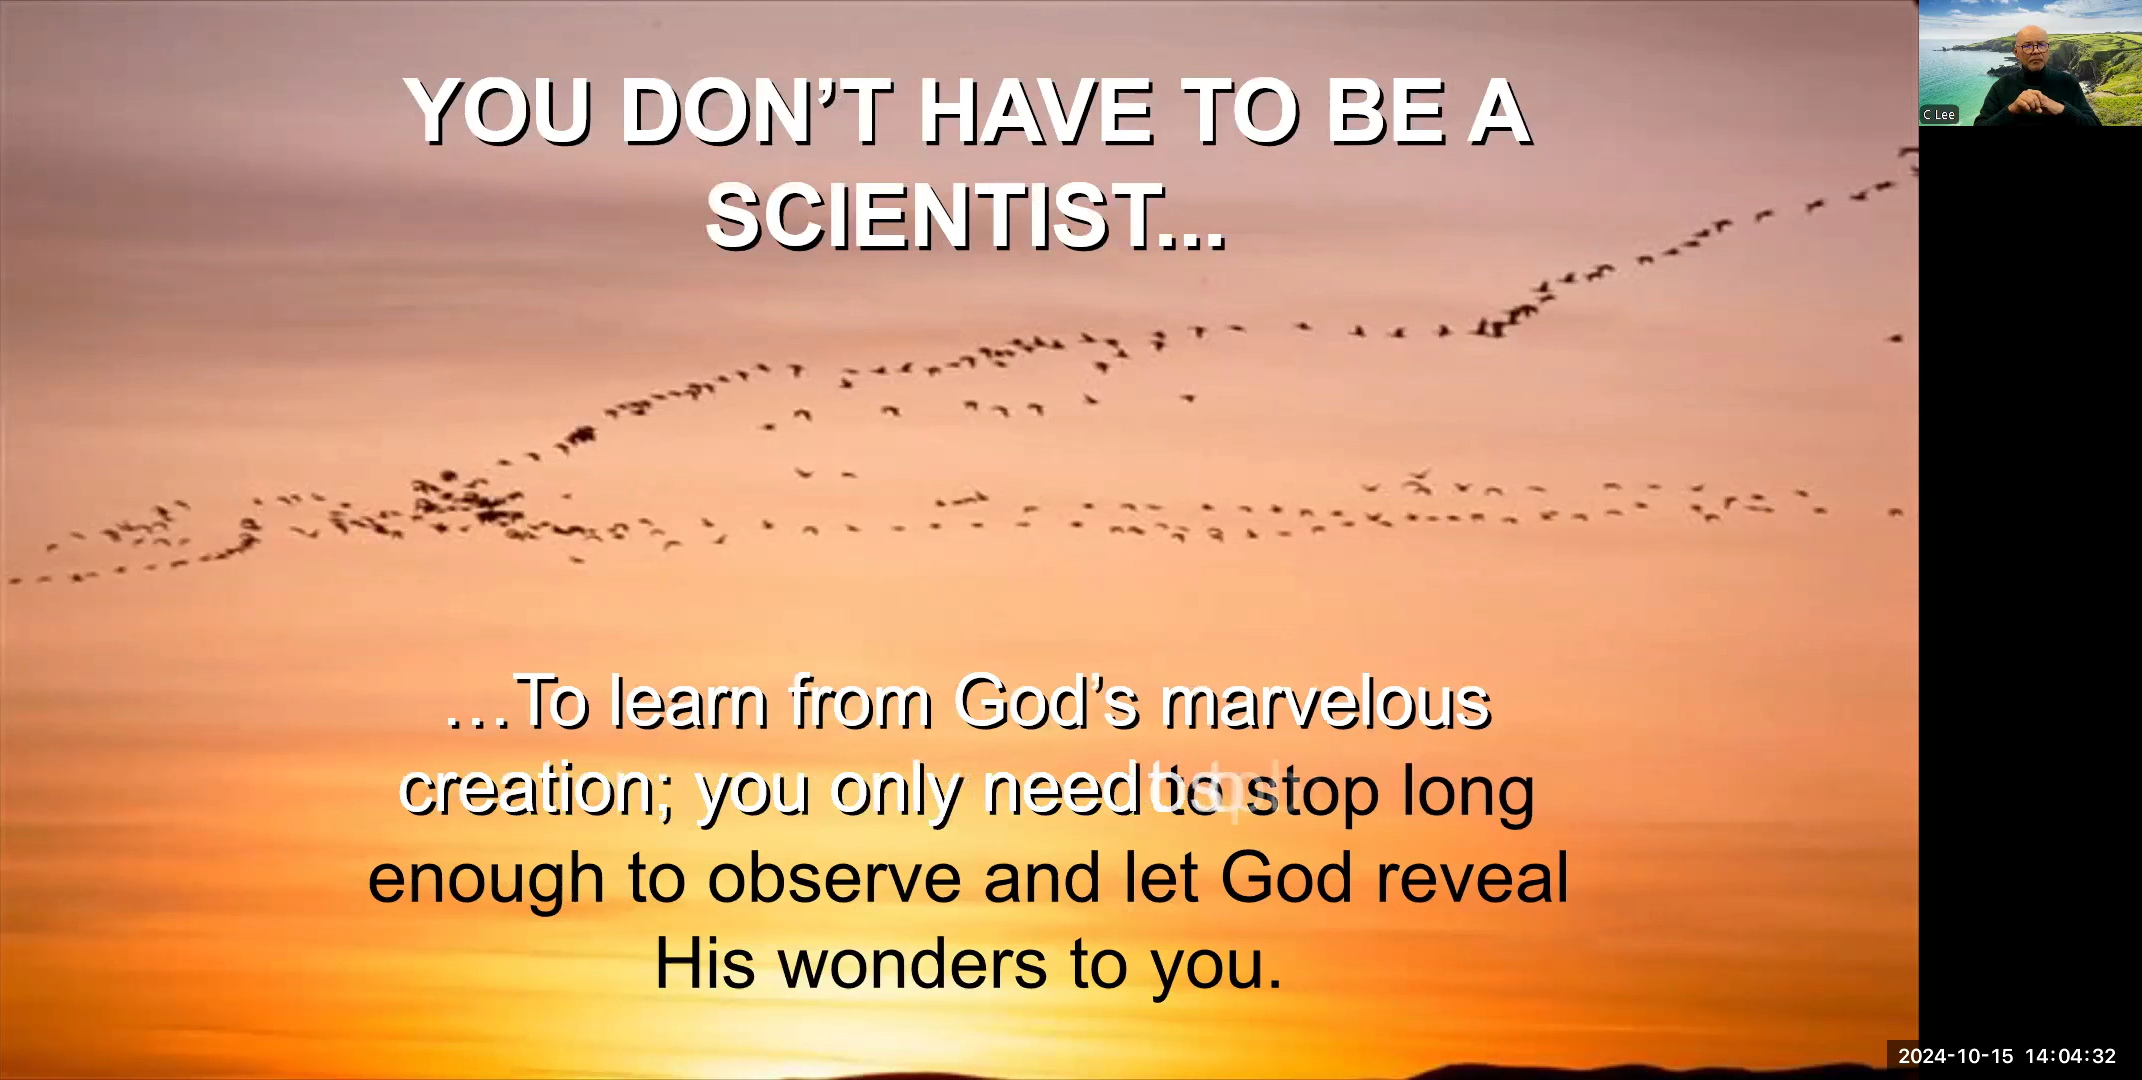 YOU DON’T HAVE TO BE A
SCIENTIST...
…To learn from God’s marvelous
creation; you only need to stop long
enough to observe and let God reveal
His wonders to you.
C Lee
2024-10-15 14:04:32